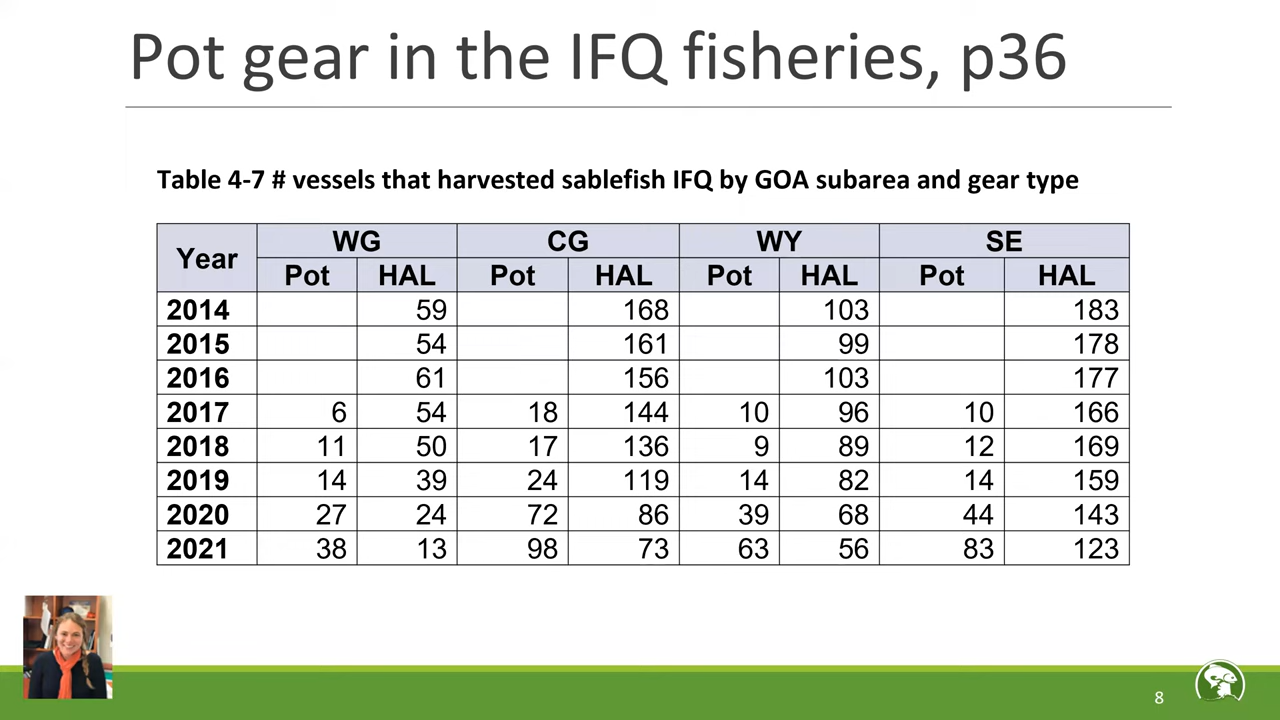 Pot gear in the IFQ fisheries, p36
Table 4-7 # vessels that harvested sablefish IFQ by GOA subarea and gear type
Year WG CG WY SE
Pot HAL Pot HAL Pot HAL Pot HAL
2014 59 168 103 183
2015 54 161 99 178
2016 61 156 103 177
2017 6 54 18 144 10 96 10 166
2018 11 50 17 136 9 89 12 169
2019 14 39 24 119 14 82 14 159
2020 27 24 72 86 39 68 44 143
2021 38 13 98 73 63 56 83 123
8